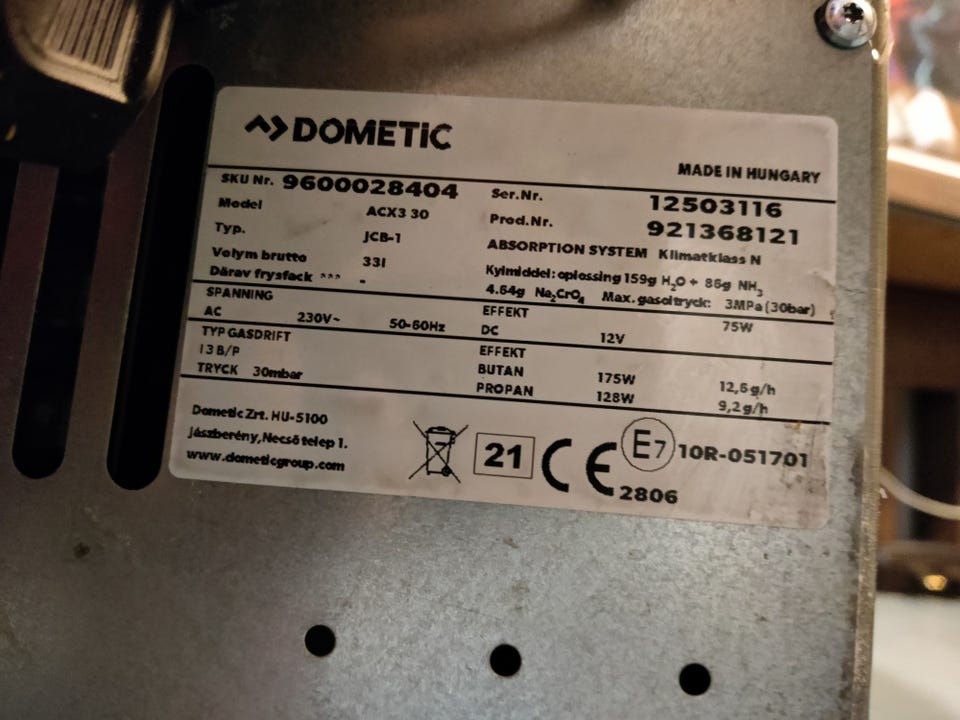 DOMETIC
MADE IN HUNGARY
SKU Nr. 9600028404 Ser.Nr. 12503116
Model ACX3 30 Prod.Nr. 921368121
Typ. JCB-1 ABSORPTION SYSTEM Klimatklass N
Volym brutto 33l Kylmiddel: oplossing 159g H₂O + 86g NH₃
Därav frysfack *** - 4.64g Na₂CrO₄ Max. gasoltryck: 3MPa (30bar)
SPANNING EFFEKT 75W
AC 230V~ 50-60Hz DC 12V
TYP GASDRIFT EFFEKT
I 3 B/P BUTAN 175W 12,6 g/h
TRYCK 30mbar PROPAN 128W 9,2 g/h
Dometic Zrt. HU-5100
Jászberény, Necső telep 1.
www.dometicgroup.com
21 CE 2806 E7 10R-051701